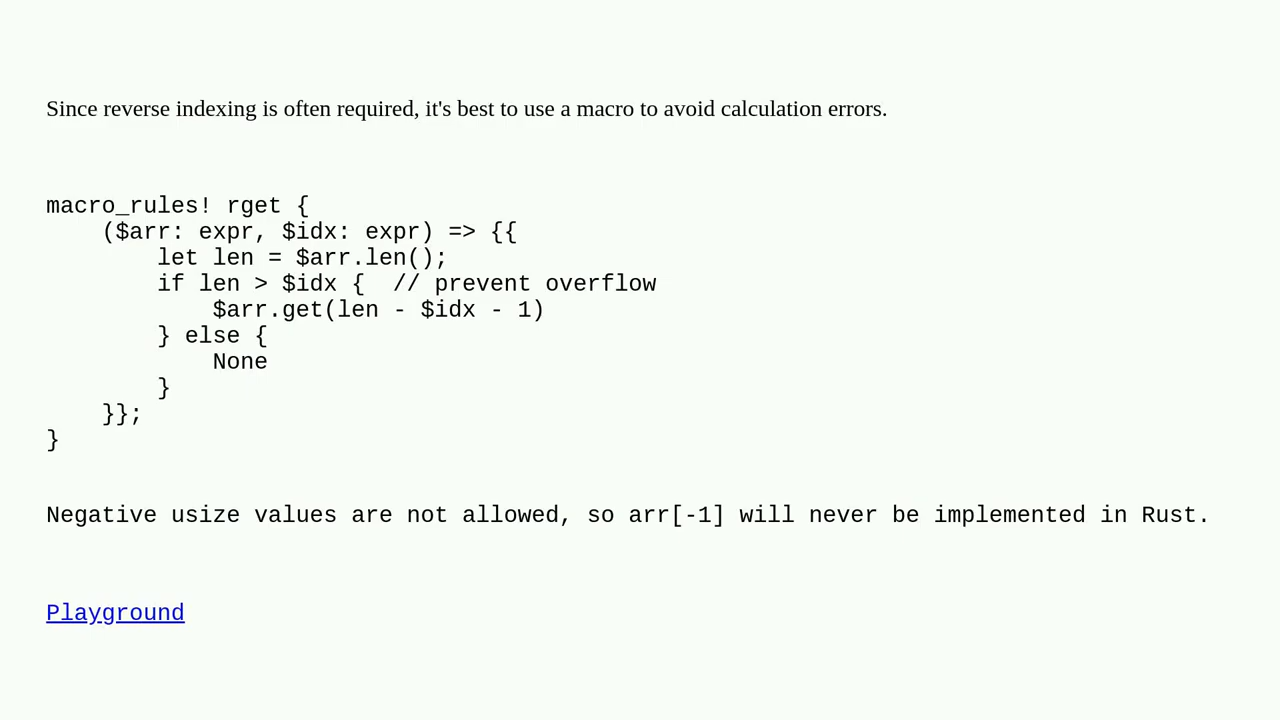 Since reverse indexing is often required, it's best to use a macro to avoid calculation errors.
macro_rules! rget {
    ($arr: expr, $idx: expr) => {{
        let len = $arr.len();
        if len > $idx {  // prevent overflow
            $arr.get(len - $idx - 1)
        } else {
            None
        }
    }};
}
Negative usize values are not allowed, so arr[-1] will never be implemented in Rust.
Playground